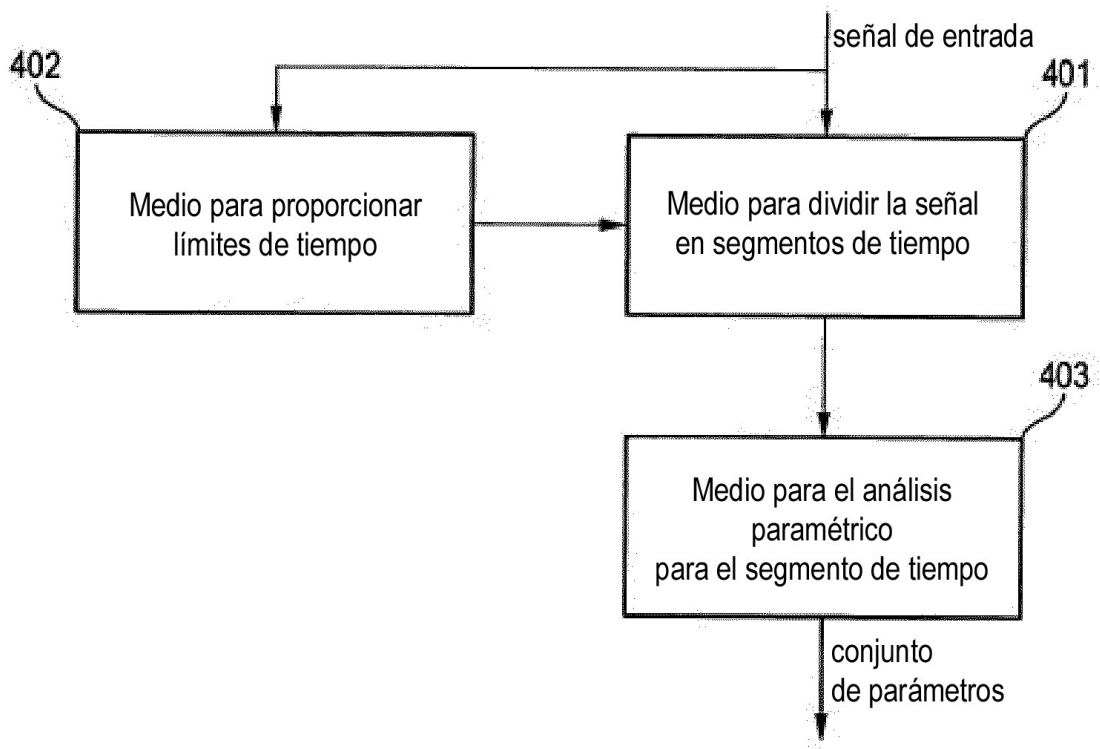 señal de entrada
402
401
Medio para proporcionar
límites de tiempo
Medio para dividir la señal
en segmentos de tiempo
403
Medio para el análisis
paramétrico
para el segmento de tiempo
conjunto
de parámetros